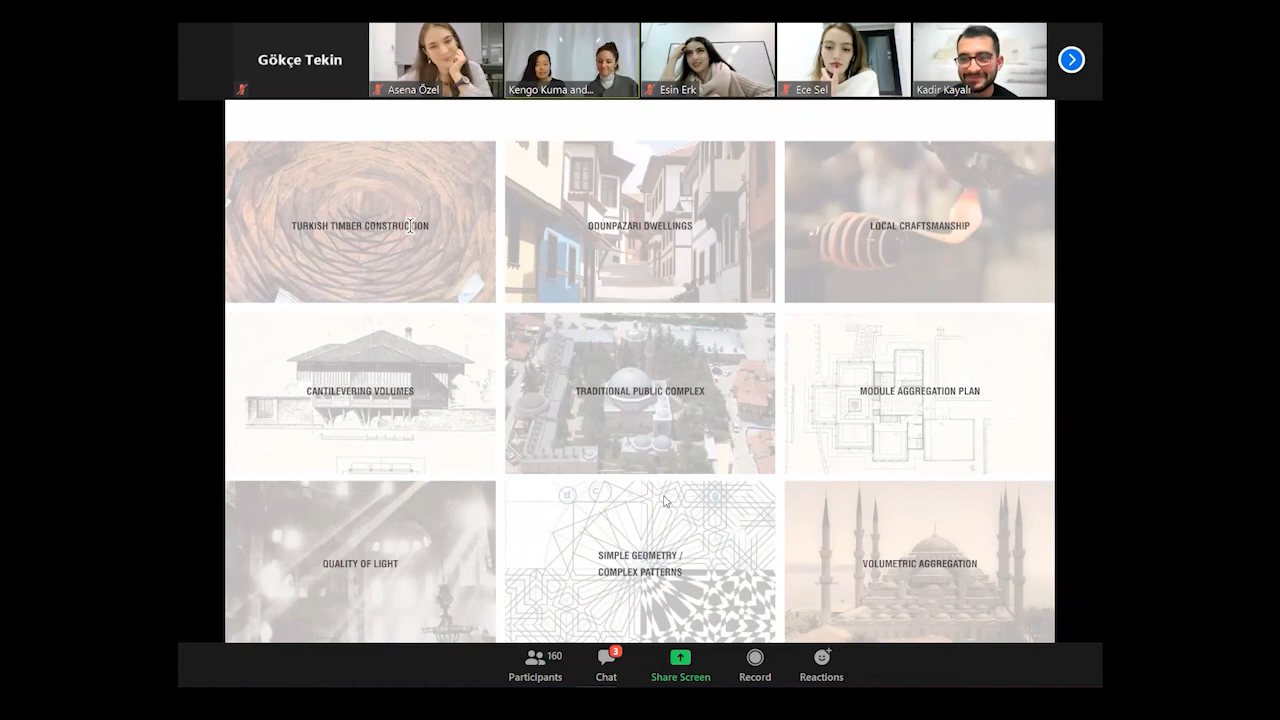 Gökçe Tekin
Asena Özel
Kengo Kuma and...
Esin Erk
Ece Sel
Kadir Kayalı
TURKISH TIMBER CONSTRUCTION
ODUNPAZARI DWELLINGS
LOCAL CRAFTSMANSHIP
CANTILEVERING VOLUMES
TRADITIONAL PUBLIC COMPLEX
MODULE AGGREGATION PLAN
d
c
QUALITY OF LIGHT
SIMPLE GEOMETRY /
COMPLEX PATTERNS
VOLUMETRIC AGGREGATION
160
3
Participants
Chat
Share Screen
Record
Reactions